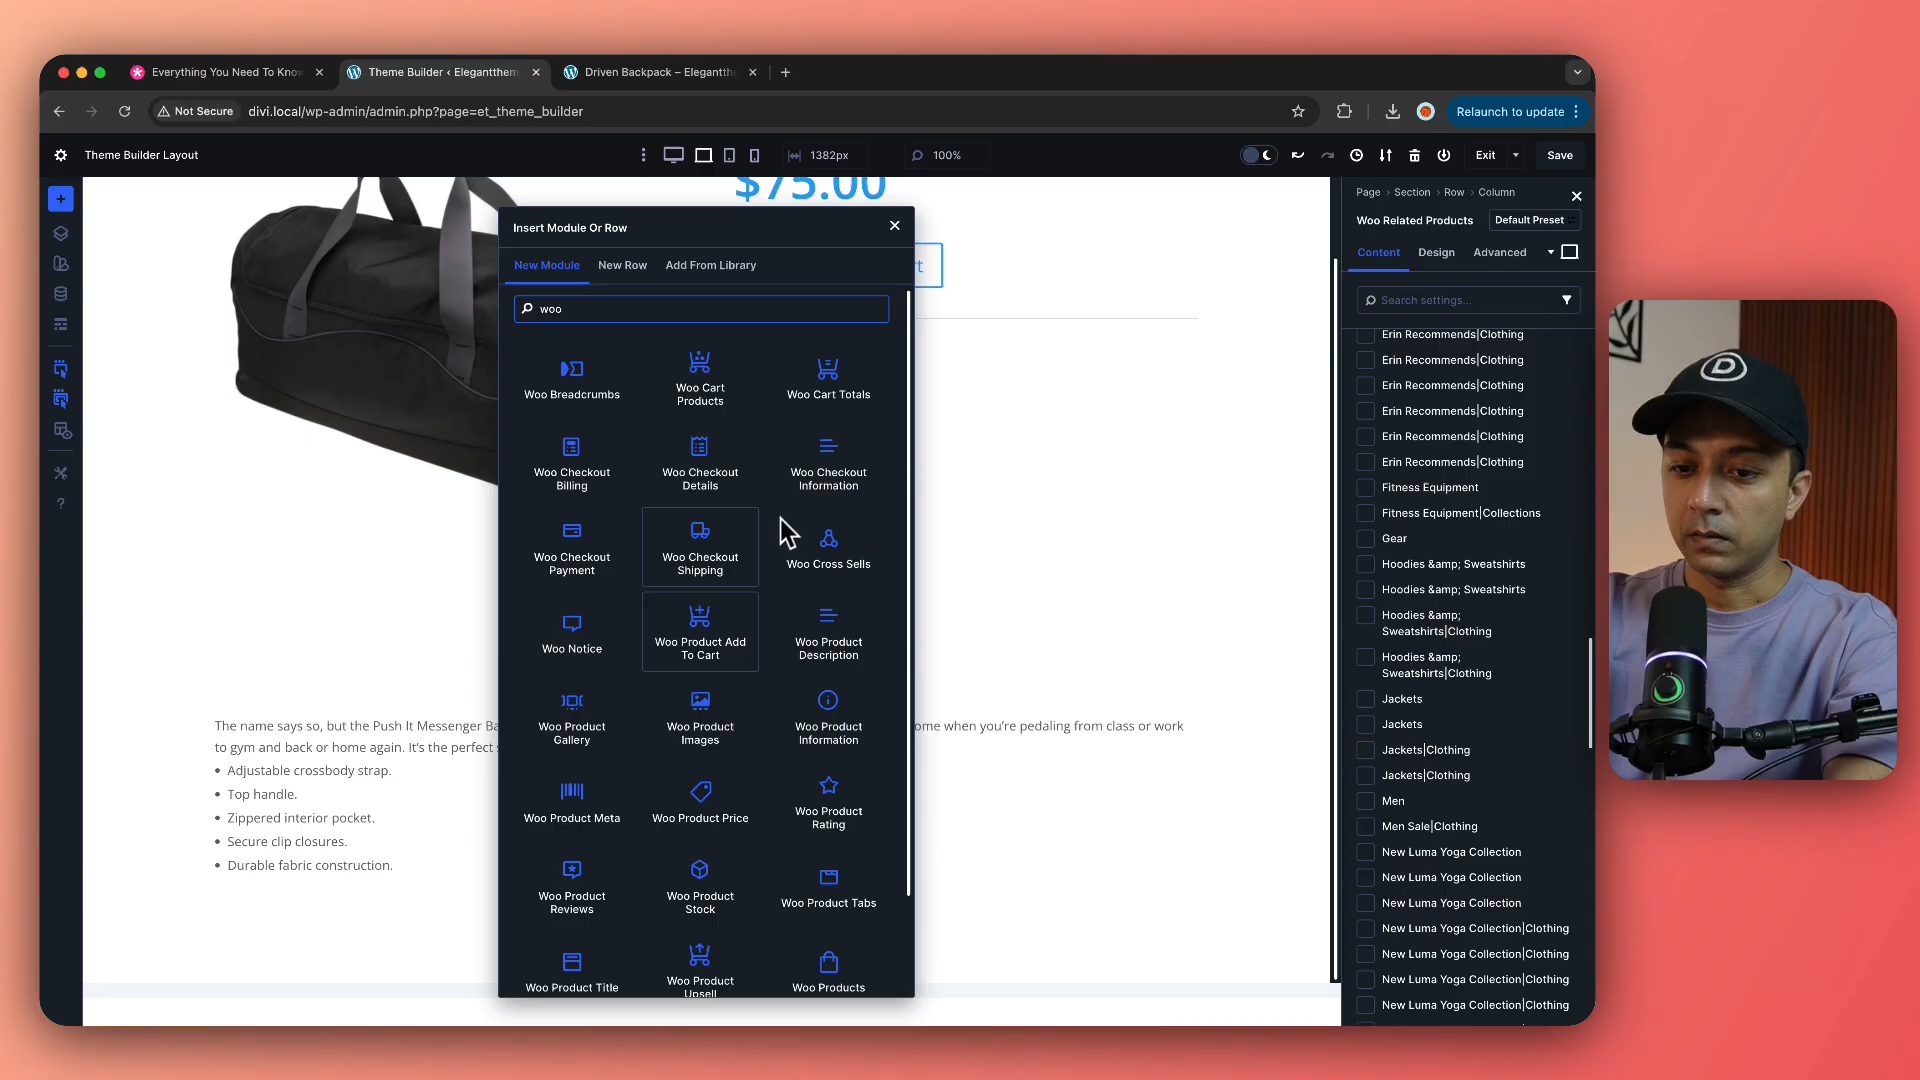 Everything You Need To Know
Theme Builder ‹ Elegantthem
Driven Backpack – Elegantthe
Not Secure
divi.local/wp-admin/admin.php?page=et_theme_builder
Relaunch to update
Theme Builder Layout
1382px
100%
Exit
Save
$75.00
Insert Module Or Row
New Module
New Row
Add From Library
woo
Woo Breadcrumbs
Woo Cart
Products
Woo Cart Totals
Woo Checkout
Billing
Woo Checkout
Details
Woo Checkout
Information
Woo Checkout
Payment
Woo Checkout
Shipping
Woo Cross Sells
Woo Notice
Woo Product Add
To Cart
Woo Product
Description
Woo Product
Gallery
Woo Product
Images
Woo Product
Information
Woo Product Meta
Woo Product Price
Woo Product
Rating
Woo Product
Reviews
Woo Product
Stock
Woo Product Tabs
Woo Product Title
Woo Product
Upsell
Woo Products
The name says so, but the Push It Messenger Ba
ome when you're pedaling from class or work
to gym and back or home again. It's the perfect s
Adjustable crossbody strap.
Top handle.
Zippered interior pocket.
Secure clip closures.
Durable fabric construction.
Page › Section › Row › Column
Woo Related Products
Default Preset
Content
Design
Advanced
Search settings...
Erin Recommends|Clothing
Erin Recommends|Clothing
Erin Recommends|Clothing
Erin Recommends|Clothing
Erin Recommends|Clothing
Erin Recommends|Clothing
Fitness Equipment
Fitness Equipment|Collections
Gear
Hoodies &amp; Sweatshirts
Hoodies &amp; Sweatshirts
Hoodies &amp;
Sweatshirts|Clothing
Hoodies &amp;
Sweatshirts|Clothing
Jackets
Jackets
Jackets|Clothing
Jackets|Clothing
Men
Men Sale|Clothing
New Luma Yoga Collection
New Luma Yoga Collection
New Luma Yoga Collection
New Luma Yoga Collection|Clothing
New Luma Yoga Collection|Clothing
New Luma Yoga Collection|Clothing
New Luma Yoga Collection|Clothing
D